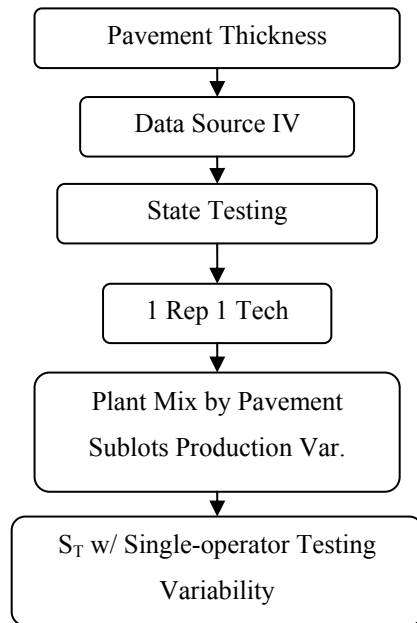 Pavement Thickness
Data Source IV
State Testing
1 Rep 1 Tech
Plant Mix by Pavement
Sublots Production Var.
S_T w/ Single-operator Testing
Variability